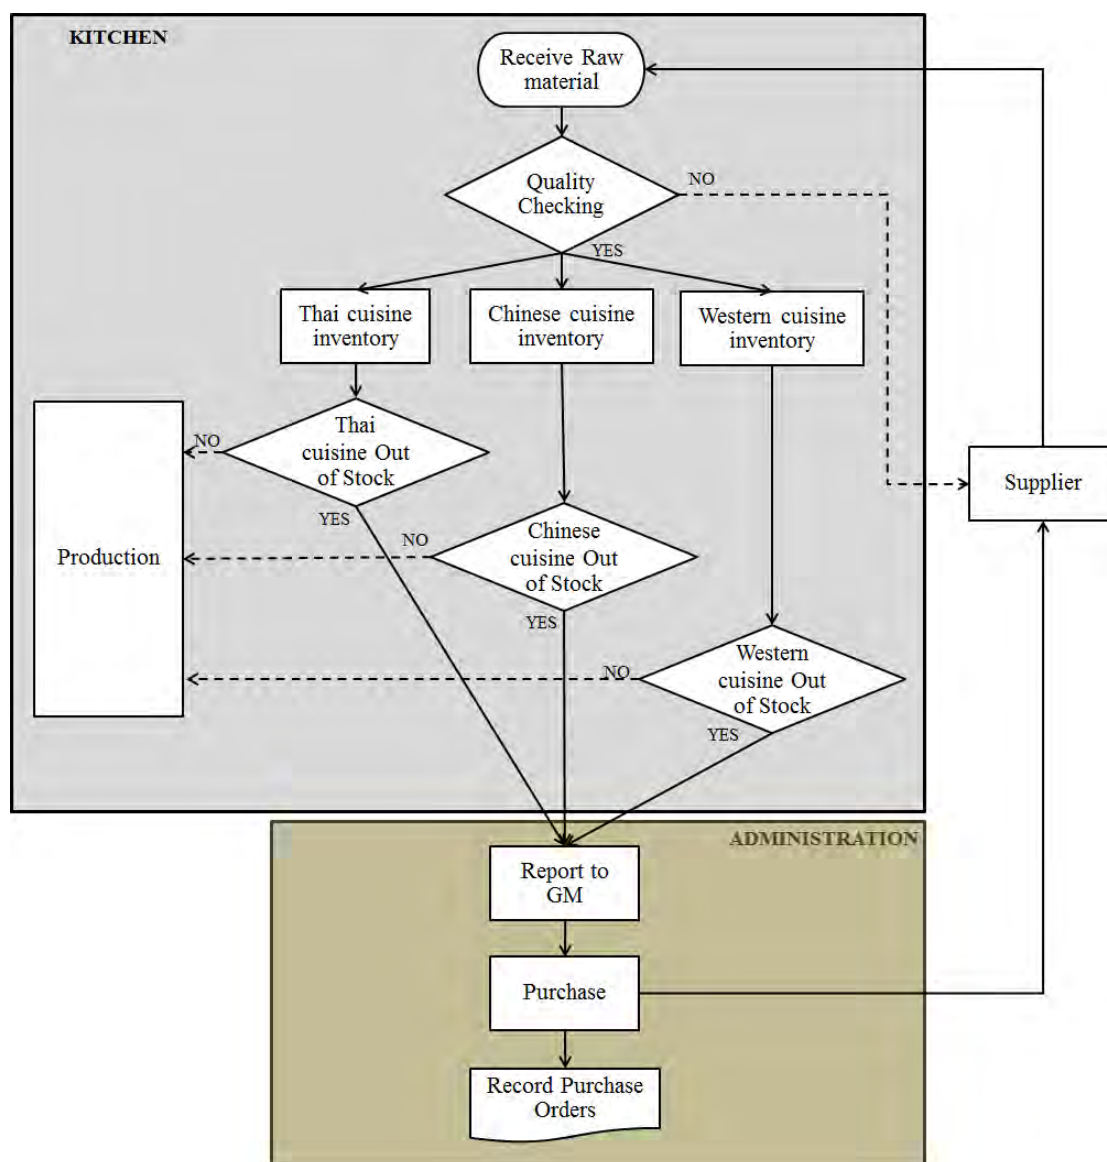 KITCHEN
Receive Raw
material
Quality
Checking
NO
YES
Thai cuisine
inventory
Chinese cuisine
inventory
Western cuisine
inventory
Thai
cuisine Out
of Stock
NO
YES
Supplier
Production
Chinese
cuisine Out
of Stock
NO
YES
Western
cuisine Out
of Stock
NO
YES
ADMINISTRATION
Report to
GM
Purchase
Record Purchase
Orders